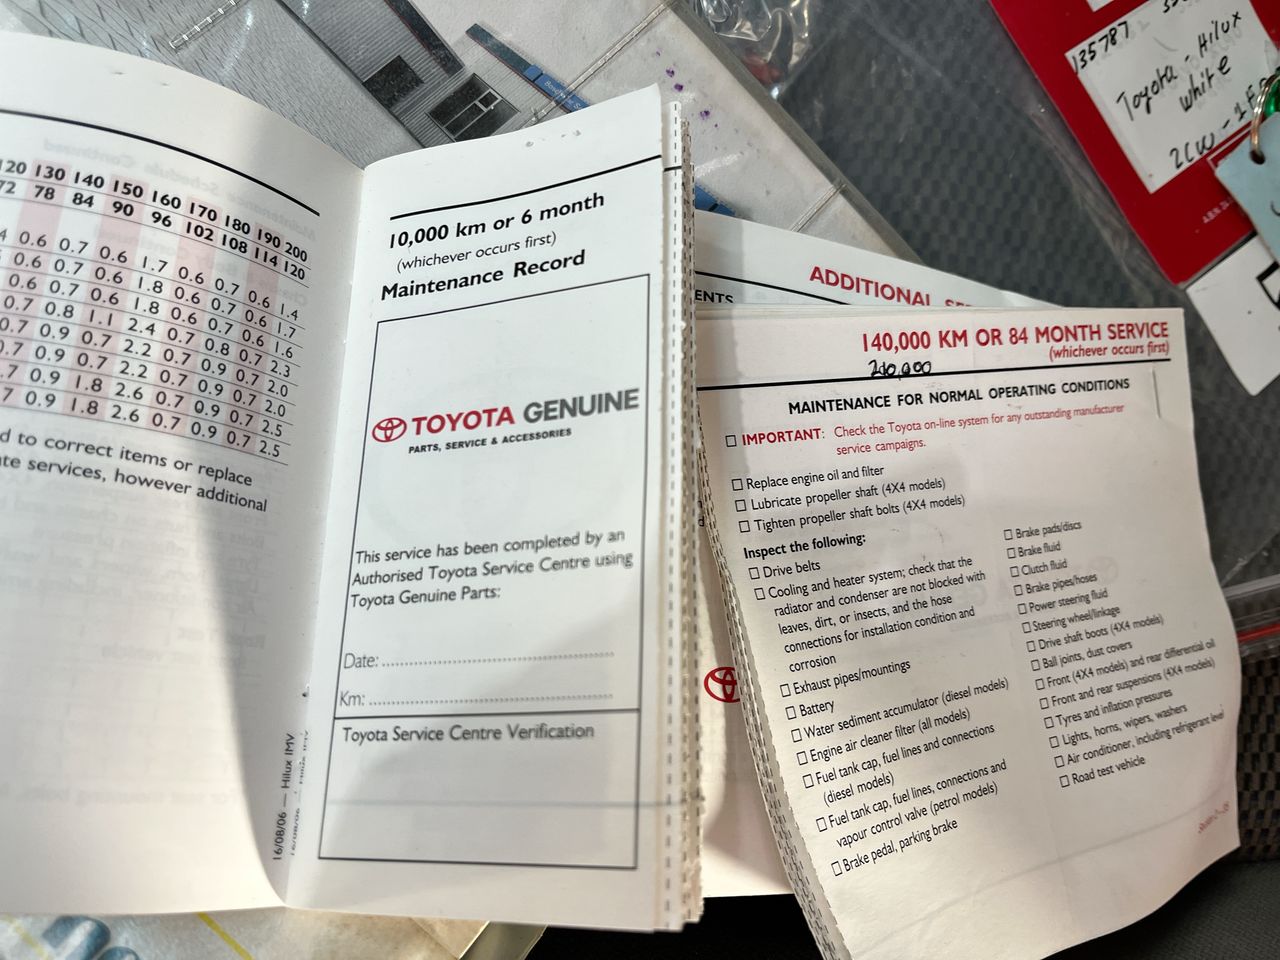 120 130 140 150 160 170 180 190 200
72 78 84 90 96 102 108 114 120
4 0.6 0.7 0.6 1.7 0.6 0.7 0.6 1.4
0.6 0.7 0.6 1.8 0.6 0.7 0.6 1.7
0.6 0.7 0.6 1.8 0.6 0.7 0.6 1.6
0.7 0.8 1.1 2.4 0.7 0.8 0.7 2.3
0.7 0.9 0.7 2.2 0.7 0.9 0.7 2.0
0.7 0.9 0.7 2.2 0.7 0.9 0.7 2.0
.7 0.9 1.8 2.6 0.7 0.9 0.7 2.5
7 0.9 1.8 2.6 0.7 0.9 0.7 2.5
d to correct items or replace
te services, however additional
16/08/06 — Hilux IMV
10,000 km or 6 month
(whichever occurs first)
Maintenance Record
TOYOTA GENUINE
PARTS, SERVICE & ACCESSORIES
This service has been completed by an
Authorised Toyota Service Centre using
Toyota Genuine Parts:
Date:
Km:
Toyota Service Centre Verification
ENTS
ADDITIONAL
140,000 KM OR 84 MONTH SERVICE
(whichever occurs first)
MAINTENANCE FOR NORMAL OPERATING CONDITIONS
IMPORTANT: Check the Toyota on-line system for any outstanding manufacturer
service campaigns.
Replace engine oil and filter
Lubricate propeller shaft (4X4 models)
Tighten propeller shaft bolts (4X4 models)
Inspect the following:
Drive belts
Cooling and heater system; check that the
radiator and condenser are not blocked with
leaves, dirt, or insects, and the hose
connections for installation condition and
corrosion
Exhaust pipes/mountings
Battery
Water sediment accumulator (diesel models)
Engine air cleaner filter (all models)
Fuel tank cap, fuel lines and connections
(diesel models)
Fuel tank cap, fuel lines, connections and
vapour control valve (petrol models)
Brake pedal, parking brake
Brake pads/discs
Brake fluid
Clutch fluid
Brake pipes/hoses
Power steering fluid
Steering wheel/linkage
Drive shaft boots (4X4 models)
Ball joints, dust covers
Front (4X4 models) and rear differential oil
Front and rear suspensions (4X4 models)
Tyres and inflation pressures
Lights, horns, wipers, washers
Air conditioner, including refrigerant level
Road test vehicle
135787
Toyota - Hilux
white